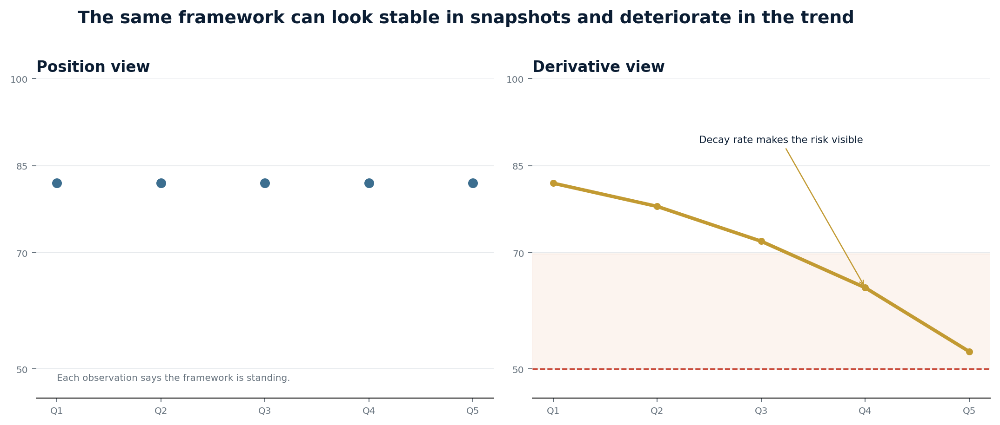 The same framework can look stable in snapshots and deteriorate in the trend
Position view
100
85
70
50
Each observation says the framework is standing.
Q1 Q2 Q3 Q4 Q5
Derivative view
100
Decay rate makes the risk visible
85
70
50
Q1 Q2 Q3 Q4 Q5